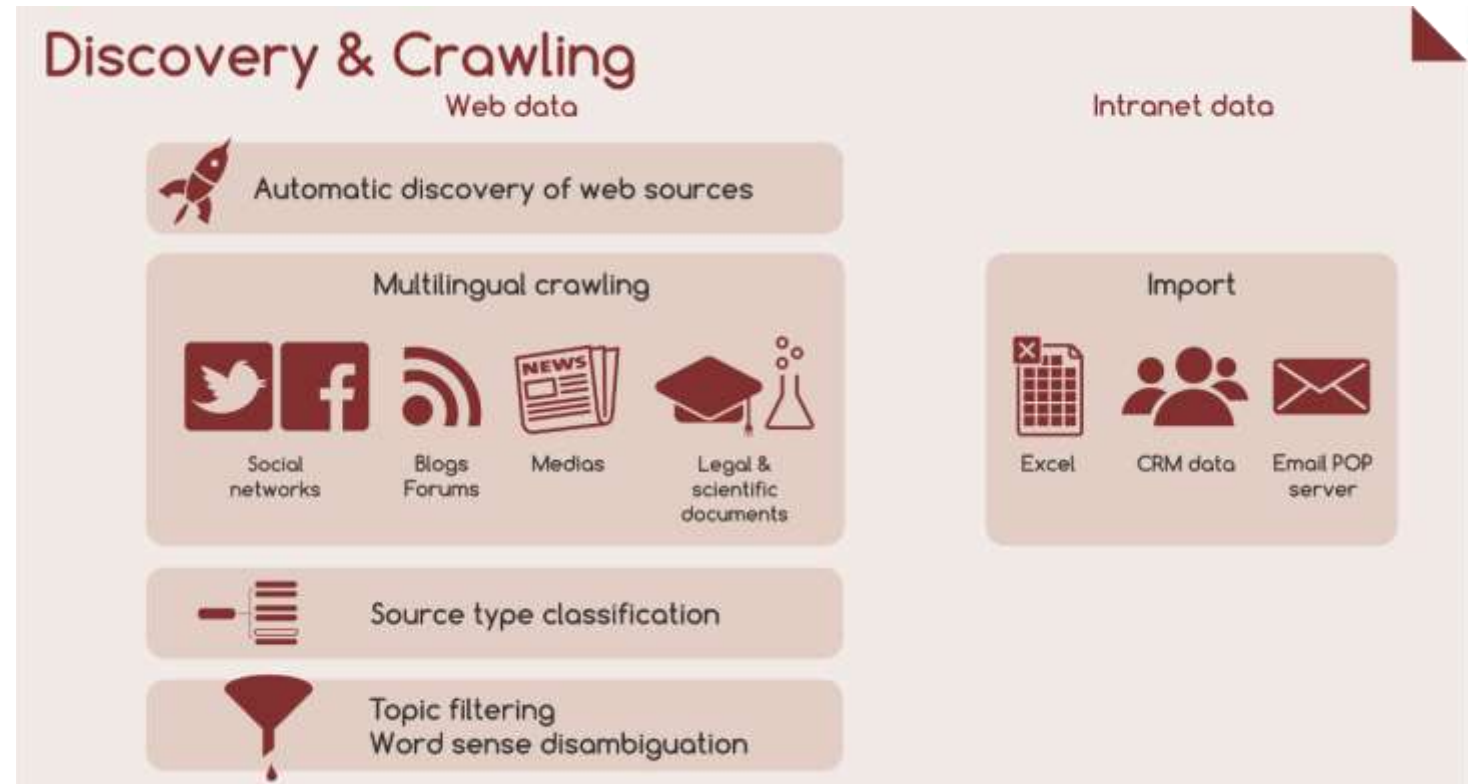 Discovery & Crawling
Web data
Automatic discovery of web sources
Multilingual crawling
NEWS
Social
networks
Blogs
Forums
Medias
Legal &
scientific
documents
Source type classification
Topic filtering
Word sense disambiguation
Intranet data
Import
Excel
CRM data
Email POP
server